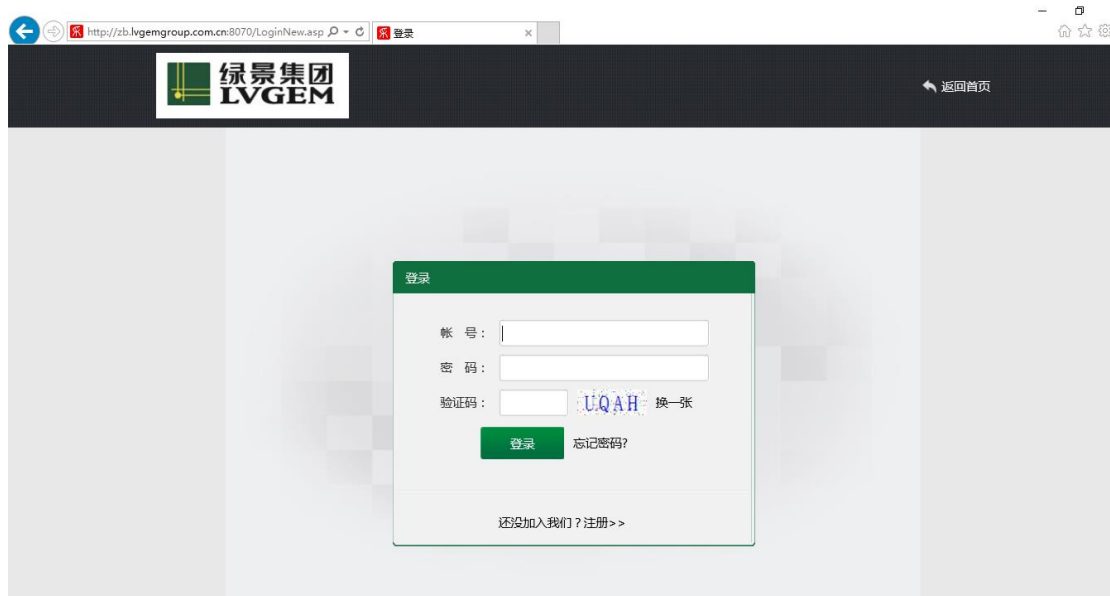 http://zb.lvgemgroup.com.cn:8070/LoginNew.asp
登录
绿景集团
LVGEM
返回首页
登录
帐 号：
密 码：
验证码： UQAH 换一张
登录 忘记密码?
还没加入我们？注册>>